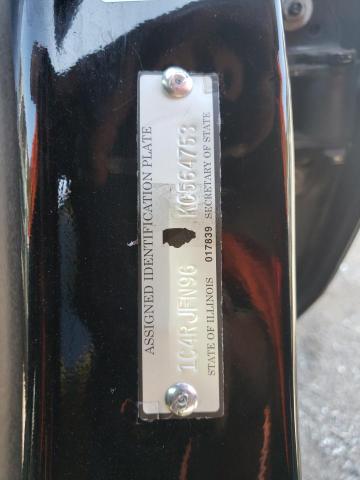 ASSIGNED IDENTIFICATION PLATE
1C4RJFN96 KC564753
STATE OF ILLINOIS 017839 SECRETARY OF STATE